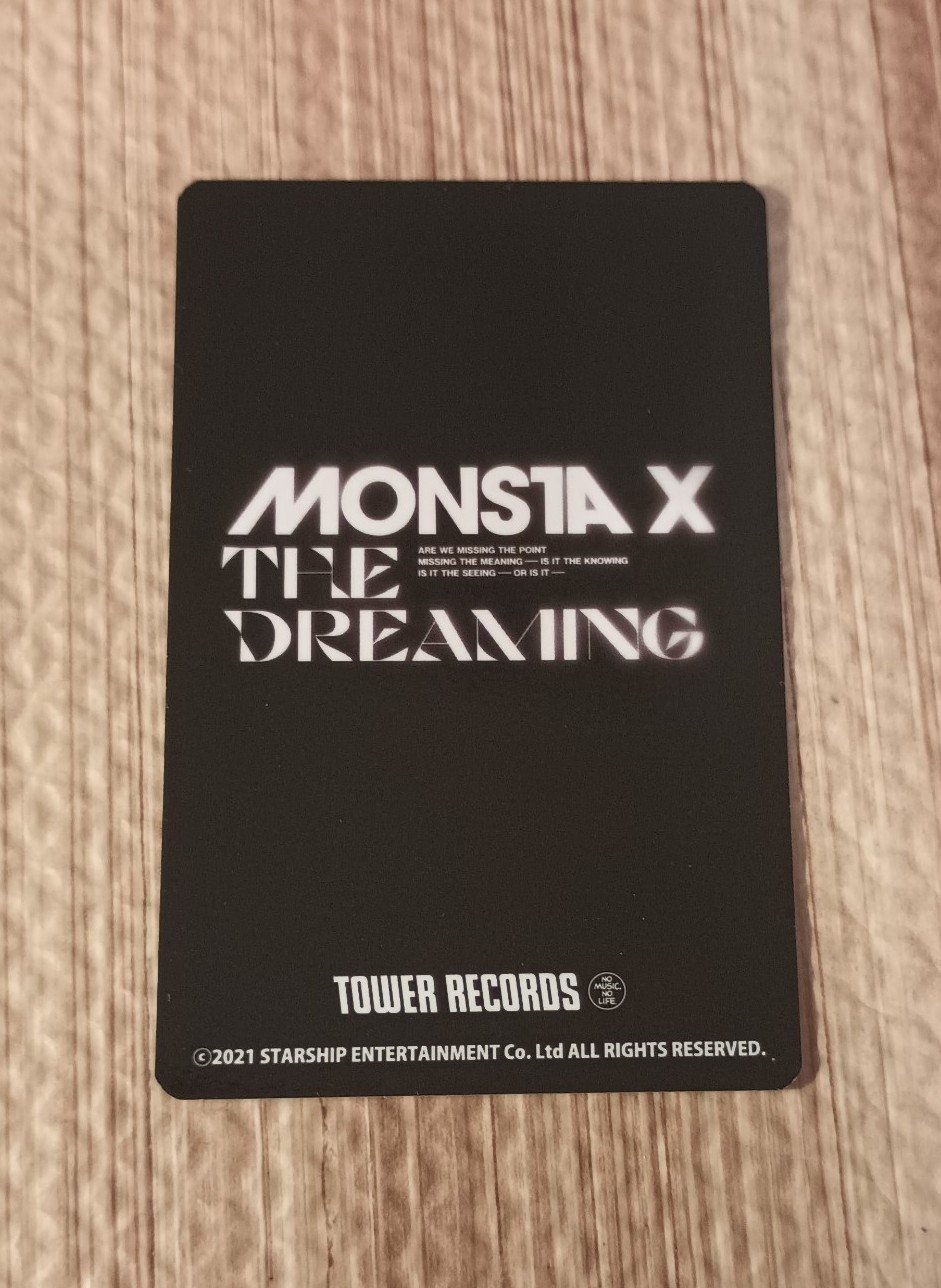 MONSTA X
THE
ARE WE MISSING THE POINT
MISSING THE MEANING — IS IT THE KNOWING
IS IT THE SEEING — OR IS IT —
DREAMING
TOWER RECORDS
NO
MUSIC,
NO
LIFE.
©2021 STARSHIP ENTERTAINMENT Co. Ltd ALL RIGHTS RESERVED.